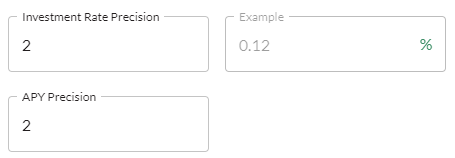 Investment Rate Precision
2
Example
0.12 %
APY Precision
2